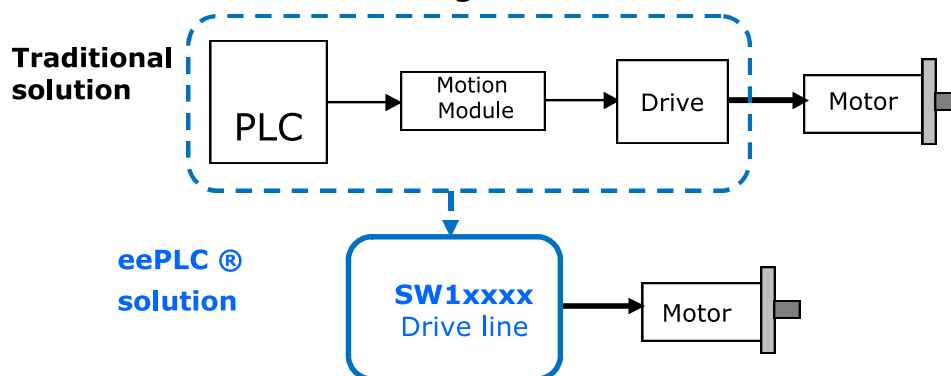 Traditional
solution
PLC
Motion
Module
Drive
Motor
eePLC ®
solution
SW1xxxx
Drive line
Motor